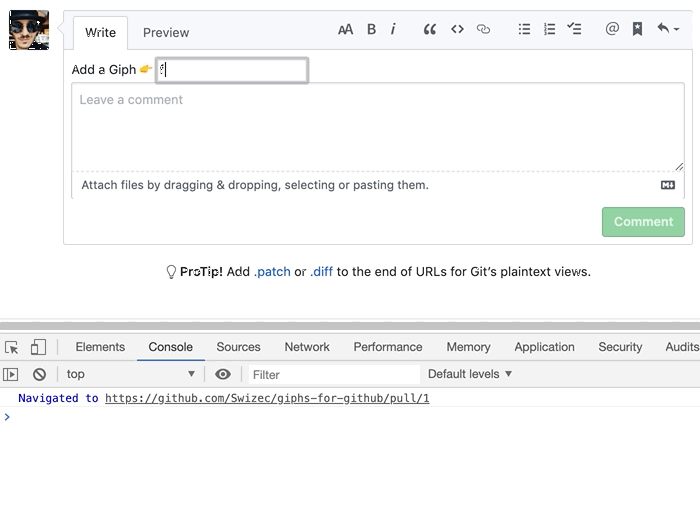 Write Preview AA B i
Add a Giph 👉
Leave a comment
Attach files by dragging & dropping, selecting or pasting them.
Comment
ProTip! Add .patch or .diff to the end of URLs for Git's plaintext views.
Elements Console Sources Network Performance Memory Application Security Audits
top Filter Default levels
Navigated to https://github.com/Swizec/giphs-for-github/pull/1
>